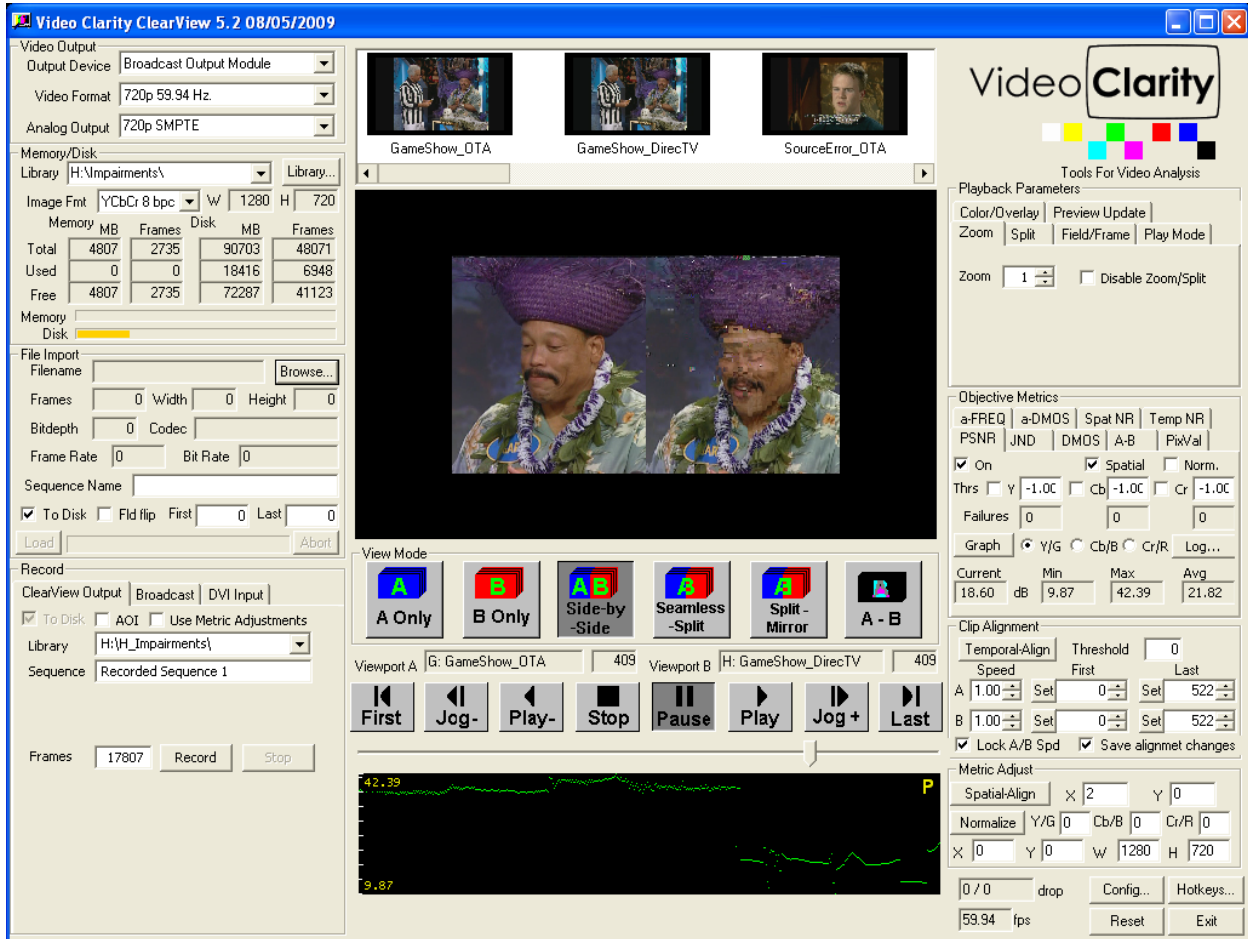 Video Clarity ClearView 5.2 08/05/2009
Video Output
Output Device Broadcast Output Module
Video Format 720p 59.94 Hz.
Analog Output 720p SMPTE
Memory/Disk
Library H:\Impairments\ Library...
Image Fmt YCbCr 8 bpc W 1280 H 720
Memory MB Frames Disk MB Frames
Total 4807 2735 90703 48071
Used 0 0 18416 6948
Free 4807 2735 72287 41123
Memory
Disk
File Import
Filename Browse...
Frames 0 Width 0 Height 0
Bitdepth 0 Codec
Frame Rate 0 Bit Rate 0
Sequence Name
To Disk Fld flip First 0 Last 0
Load Abort
Record
ClearView Output Broadcast DVI Input
To Disk AOI Use Metric Adjustments
Library H:\H_Impairments\
Sequence Recorded Sequence 1
Frames 17807 Record Stop
GameShow_OTA GameShow_DirecTV SourceError_OTA
View Mode
A A Only
B B Only
AB Side-by-Side
Seamless-Split
Split-Mirror
A - B
Viewport A G: GameShow_OTA 409 Viewport B H: GameShow_DirecTV 409
First Jog- Play- Stop Pause Play Jog + Last
42.39 P
9.87
Video Clarity
Tools For Video Analysis
Playback Parameters
Color/Overlay Preview Update
Zoom Split Field/Frame Play Mode
Zoom 1 Disable Zoom/Split
Objective Metrics
a-FREQ a-DMOS Spat NR Temp NR
PSNR JND DMOS A-B PixVal
On Spatial Norm.
Thrs Y -1.00 Cb -1.00 Cr -1.00
Failures 0 0 0
Graph Y/G Cb/B Cr/R Log...
Current Min Max Avg
18.60 dB 9.87 42.39 21.82
Clip Alignment
Temporal-Align Threshold 0
Speed First Last
A 1.00 Set 0 Set 522
B 1.00 Set 0 Set 522
Lock A/B Spd Save alignmet changes
Metric Adjust
Spatial-Align X 2 Y 0
Normalize Y/G 0 Cb/B 0 Cr/R 0
X 0 Y 0 W 1280 H 720
0 / 0 drop Config... Hotkeys...
59.94 fps Reset Exit